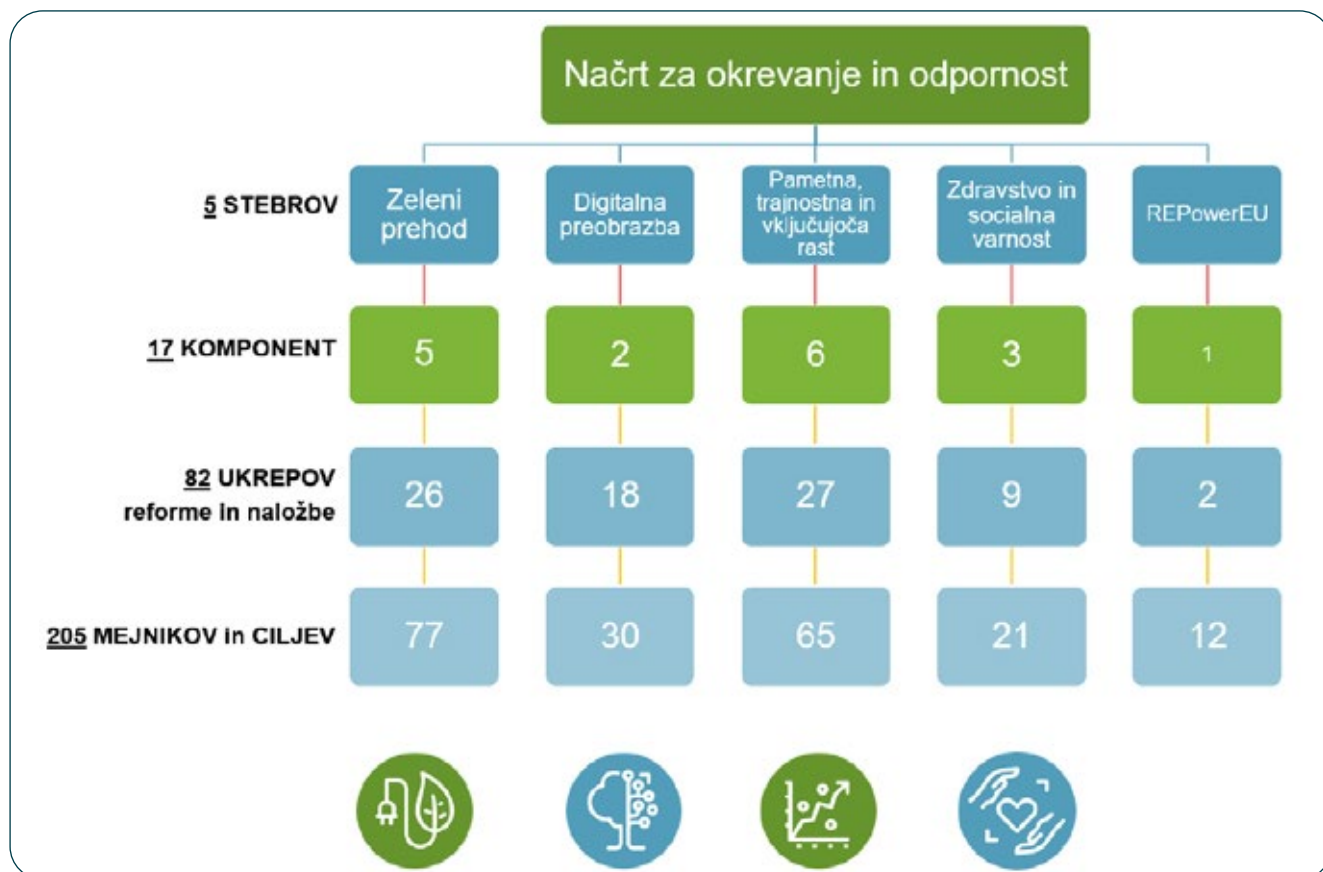 Načrt za okrevanje in odpornost
5 STEBROV
Zeleni
prehod
Digitalna
preobrazba
Pametna,
trajnostna in
vključujoča
rast
Zdravstvo in
socialna
varnost
REPowerEU
17 KOMPONENT
5
2
6
3
1
82 UKREPOV
reforme in naložbe
26
18
27
9
2
205 MEJNIKOV in CILJEV
77
30
65
21
12